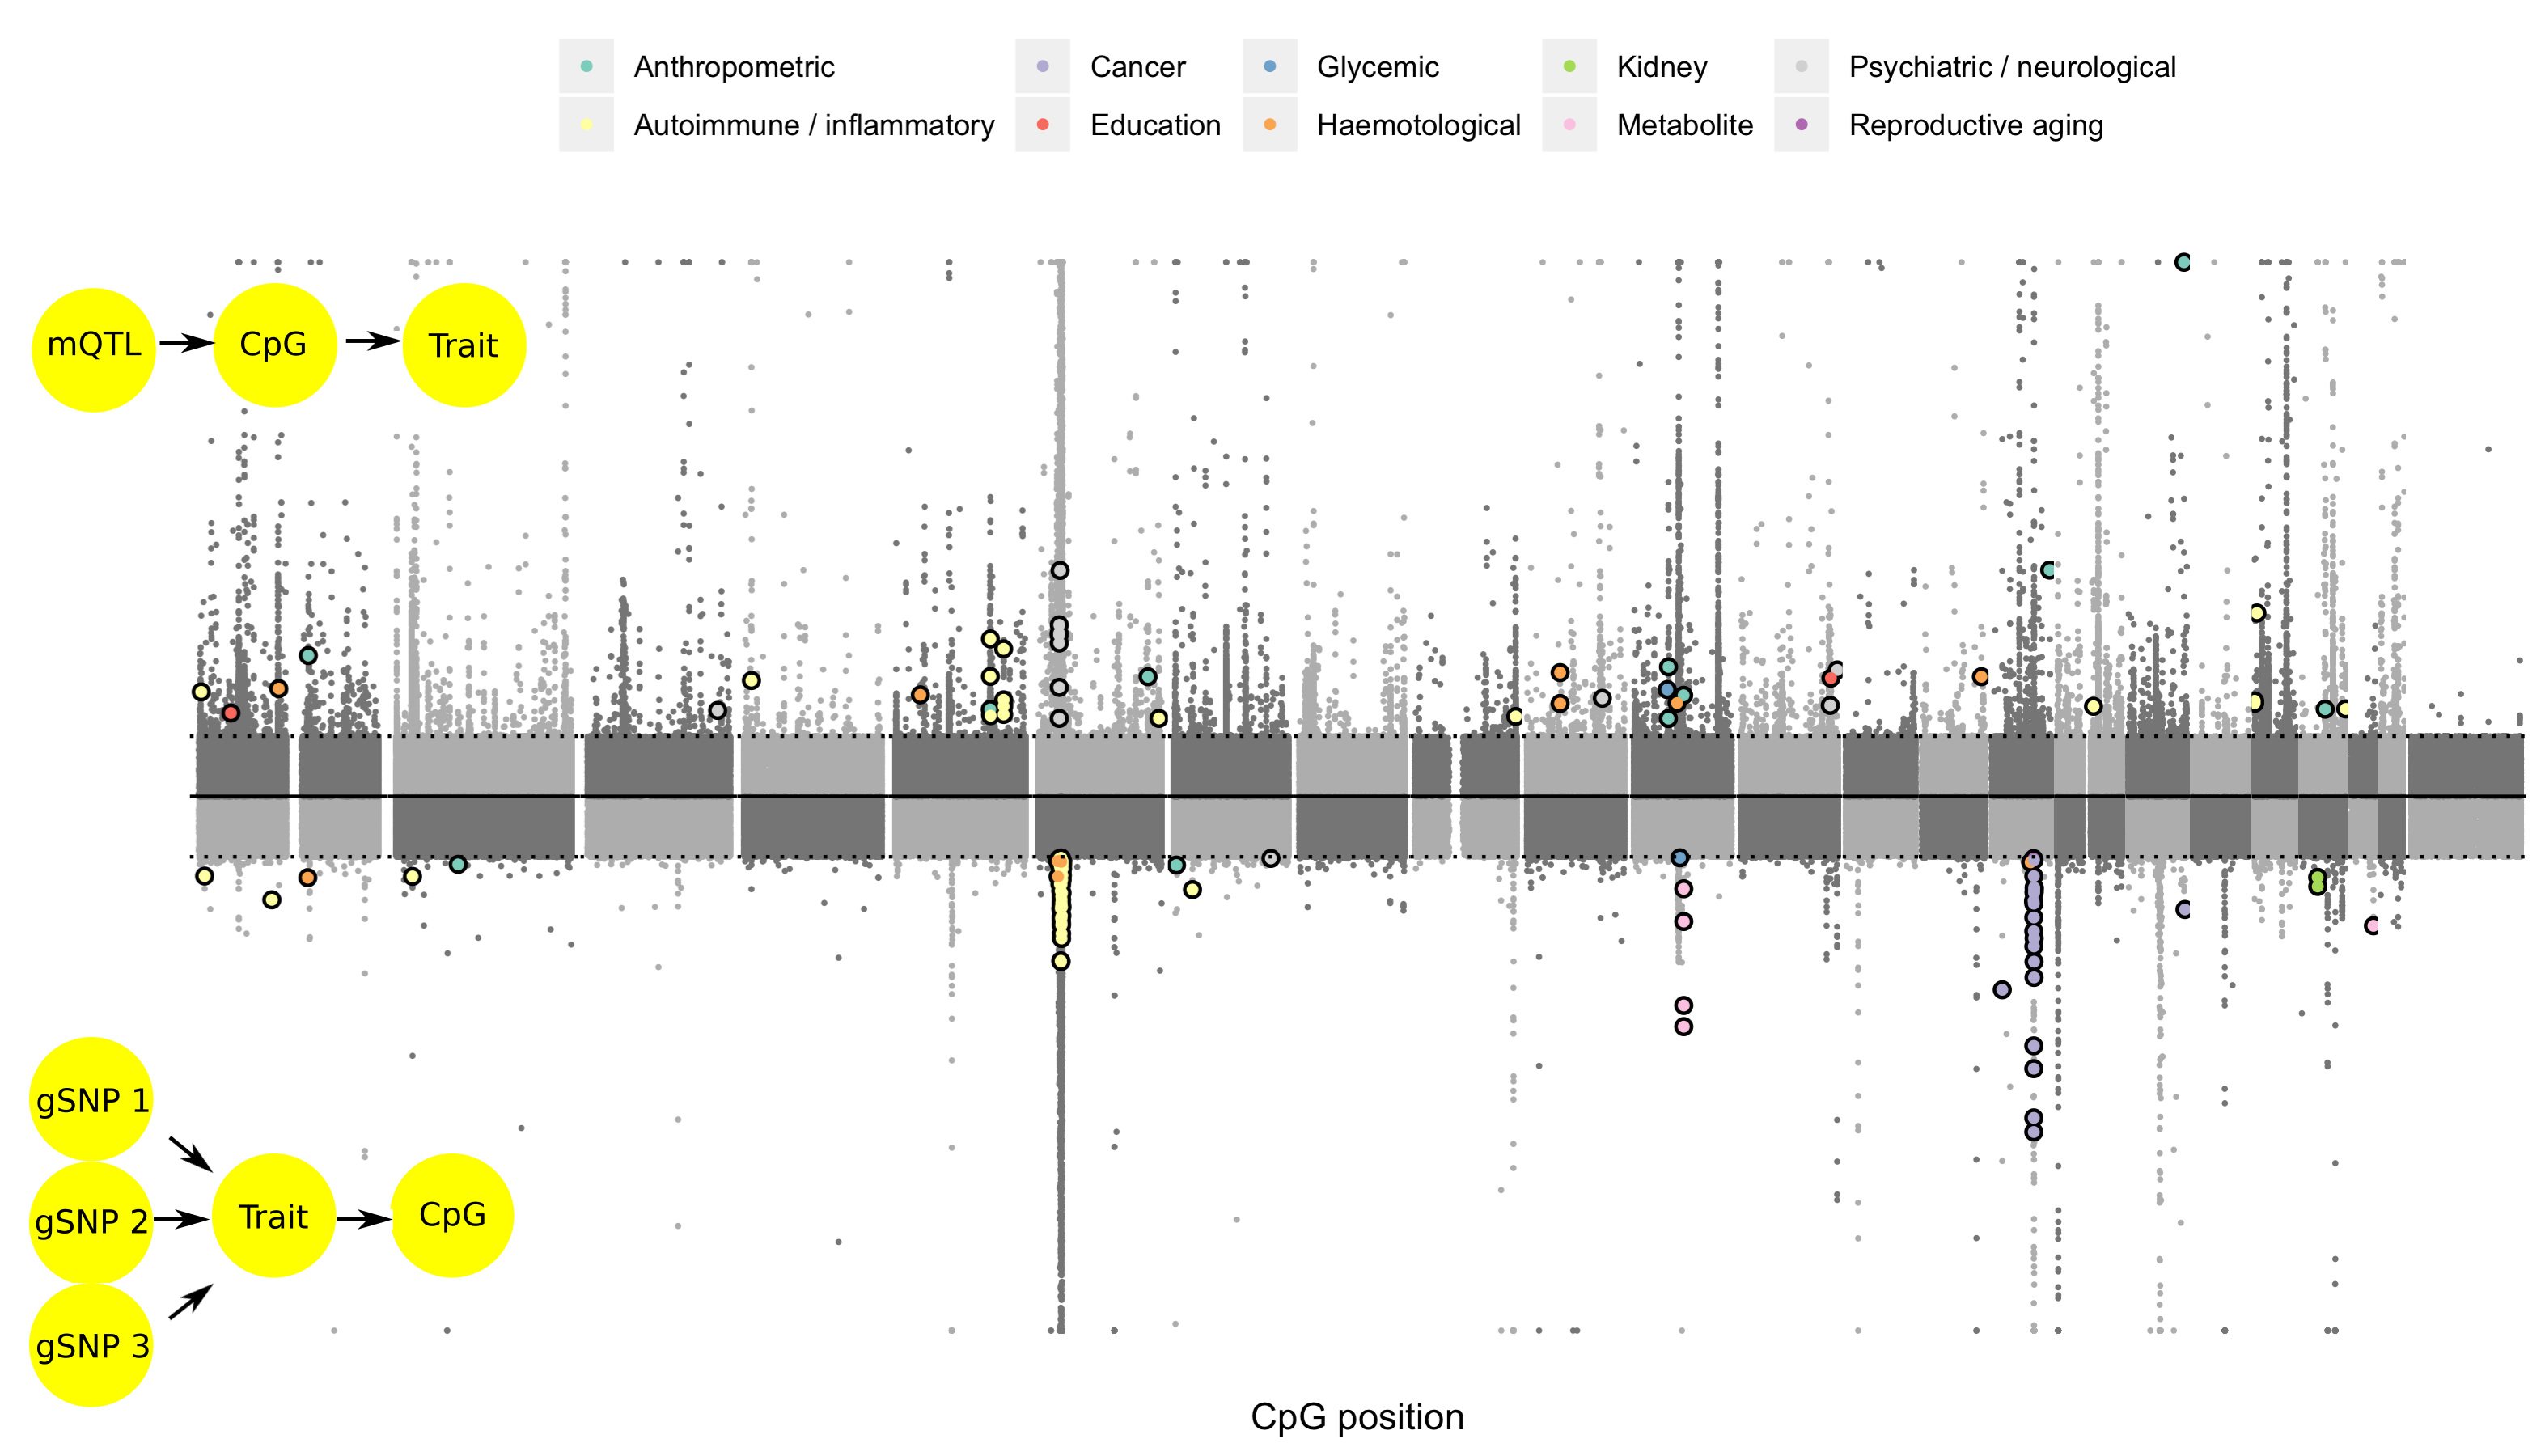 Anthropometric
Cancer
Glycemic
Kidney
Psychiatric / neurological
Autoimmune / inflammatory
Education
Haemotological
Metabolite
Reproductive aging
mQTL
CpG
Trait
gSNP 1
gSNP 2
Trait
CpG
gSNP 3
CpG position